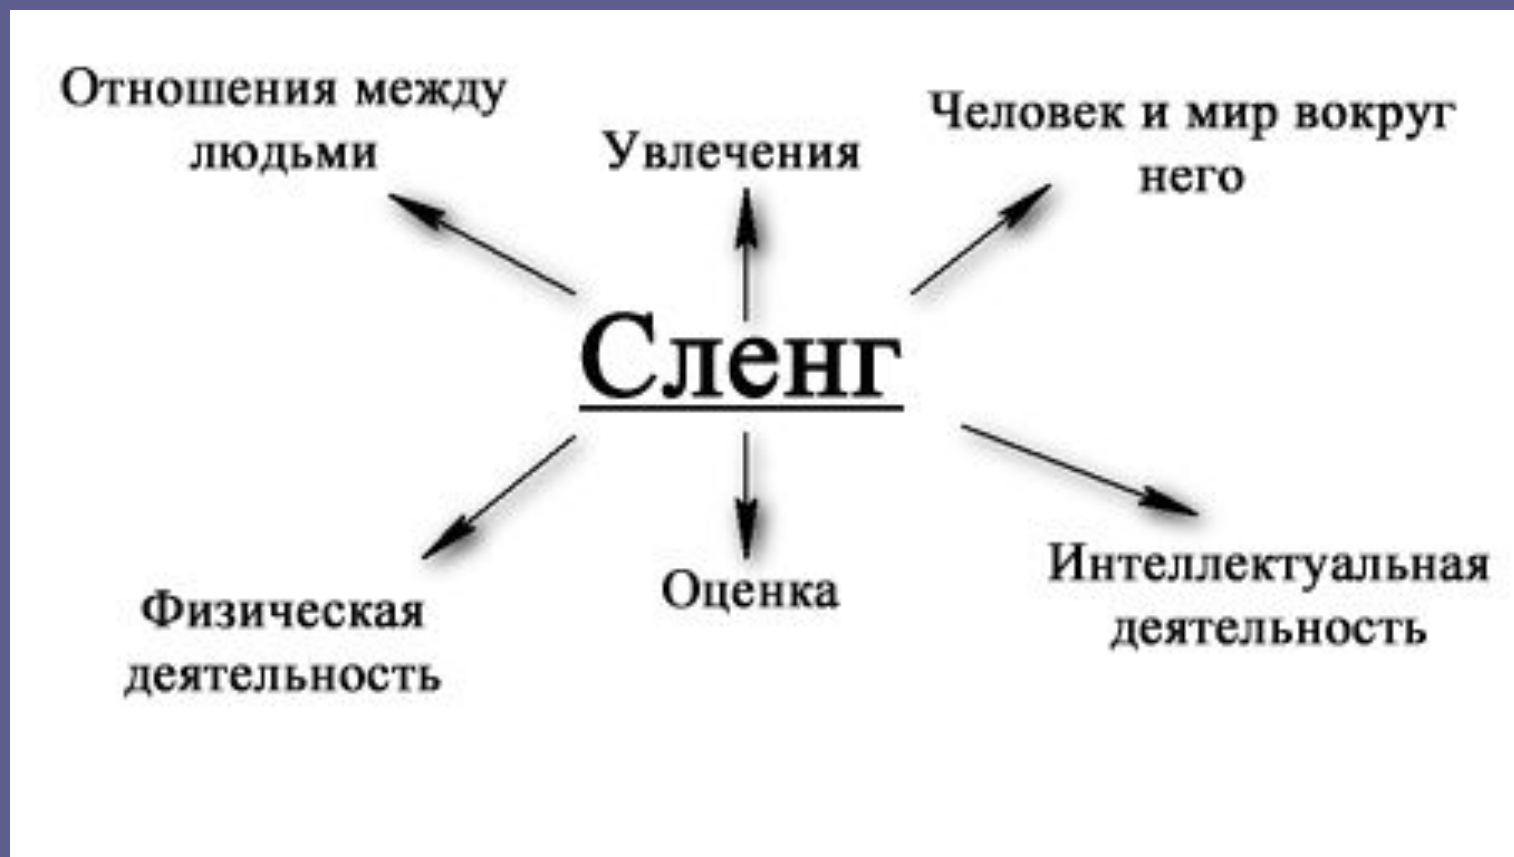 Отношения между
людьми
Увлечения
Человек и мир вокруг
него
Сленг
Физическая
деятельность
Оценка
Интеллектуальная
деятельность